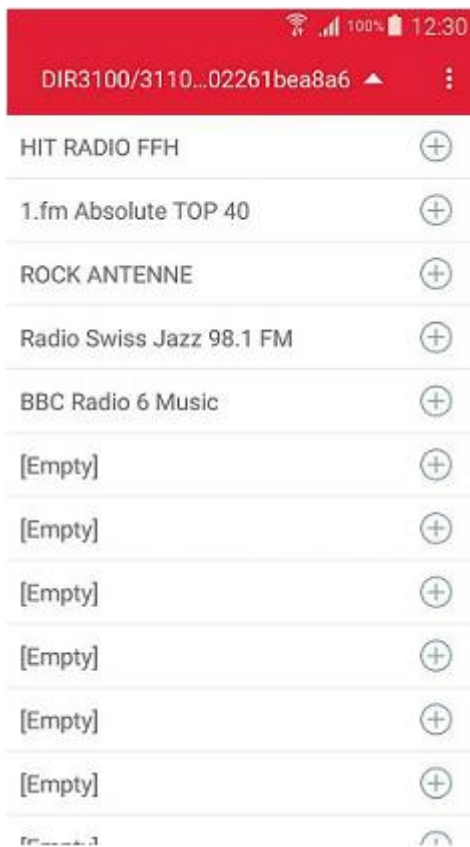 100% 12:30
DIR3100/3110...02261bea8a6
HIT RADIO FFH
1.fm Absolute TOP 40
ROCK ANTENNE
Radio Swiss Jazz 98.1 FM
BBC Radio 6 Music
[Empty]
[Empty]
[Empty]
[Empty]
[Empty]
[Empty]